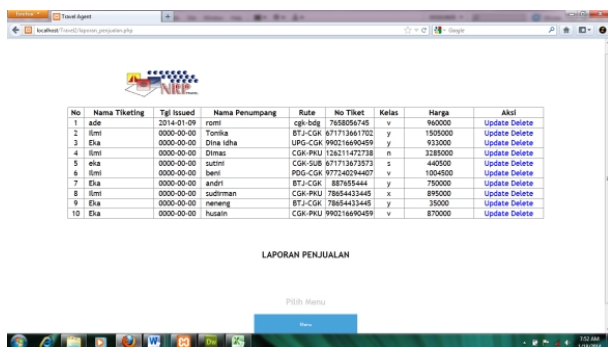 Travel Agent
localhost/Travel2/laporan_penjualan.php
Google
NRP
No Nama Tiketing Tgl Issued Nama Penumpang Rute No Tiket Kelas Harga Aksi
1 ade 2014-01-09 romi cgk-bdg 7658056745 v 960000 Update Delete
2 Ilmi 0000-00-00 Tonika BTJ-CGK 671713661702 y 1505000 Update Delete
3 Eka 0000-00-00 Dina Idha UPG-CGK 990216690459 y 933000 Update Delete
4 Ilmi 0000-00-00 Dimas CGK-PKU 126211472738 n 3285000 Update Delete
5 eka 0000-00-00 sutini CGK-SUB 671713673573 s 440500 Update Delete
6 Ilmi 0000-00-00 beni PDG-CGK 977240294407 v 1004500 Update Delete
7 Eka 0000-00-00 andri BTJ-CGK 887655444 y 750000 Update Delete
8 Ilmi 0000-00-00 sudirman CGK-PKU 78654433445 x 895000 Update Delete
9 Eka 0000-00-00 neneng BTJ-CGK 78654433445 y 35000 Update Delete
10 Eka 0000-00-00 husain CGK-PKU 990216690459 v 870000 Update Delete
LAPORAN PENJUALAN
Pilih Menu
Menu
7:52 AM